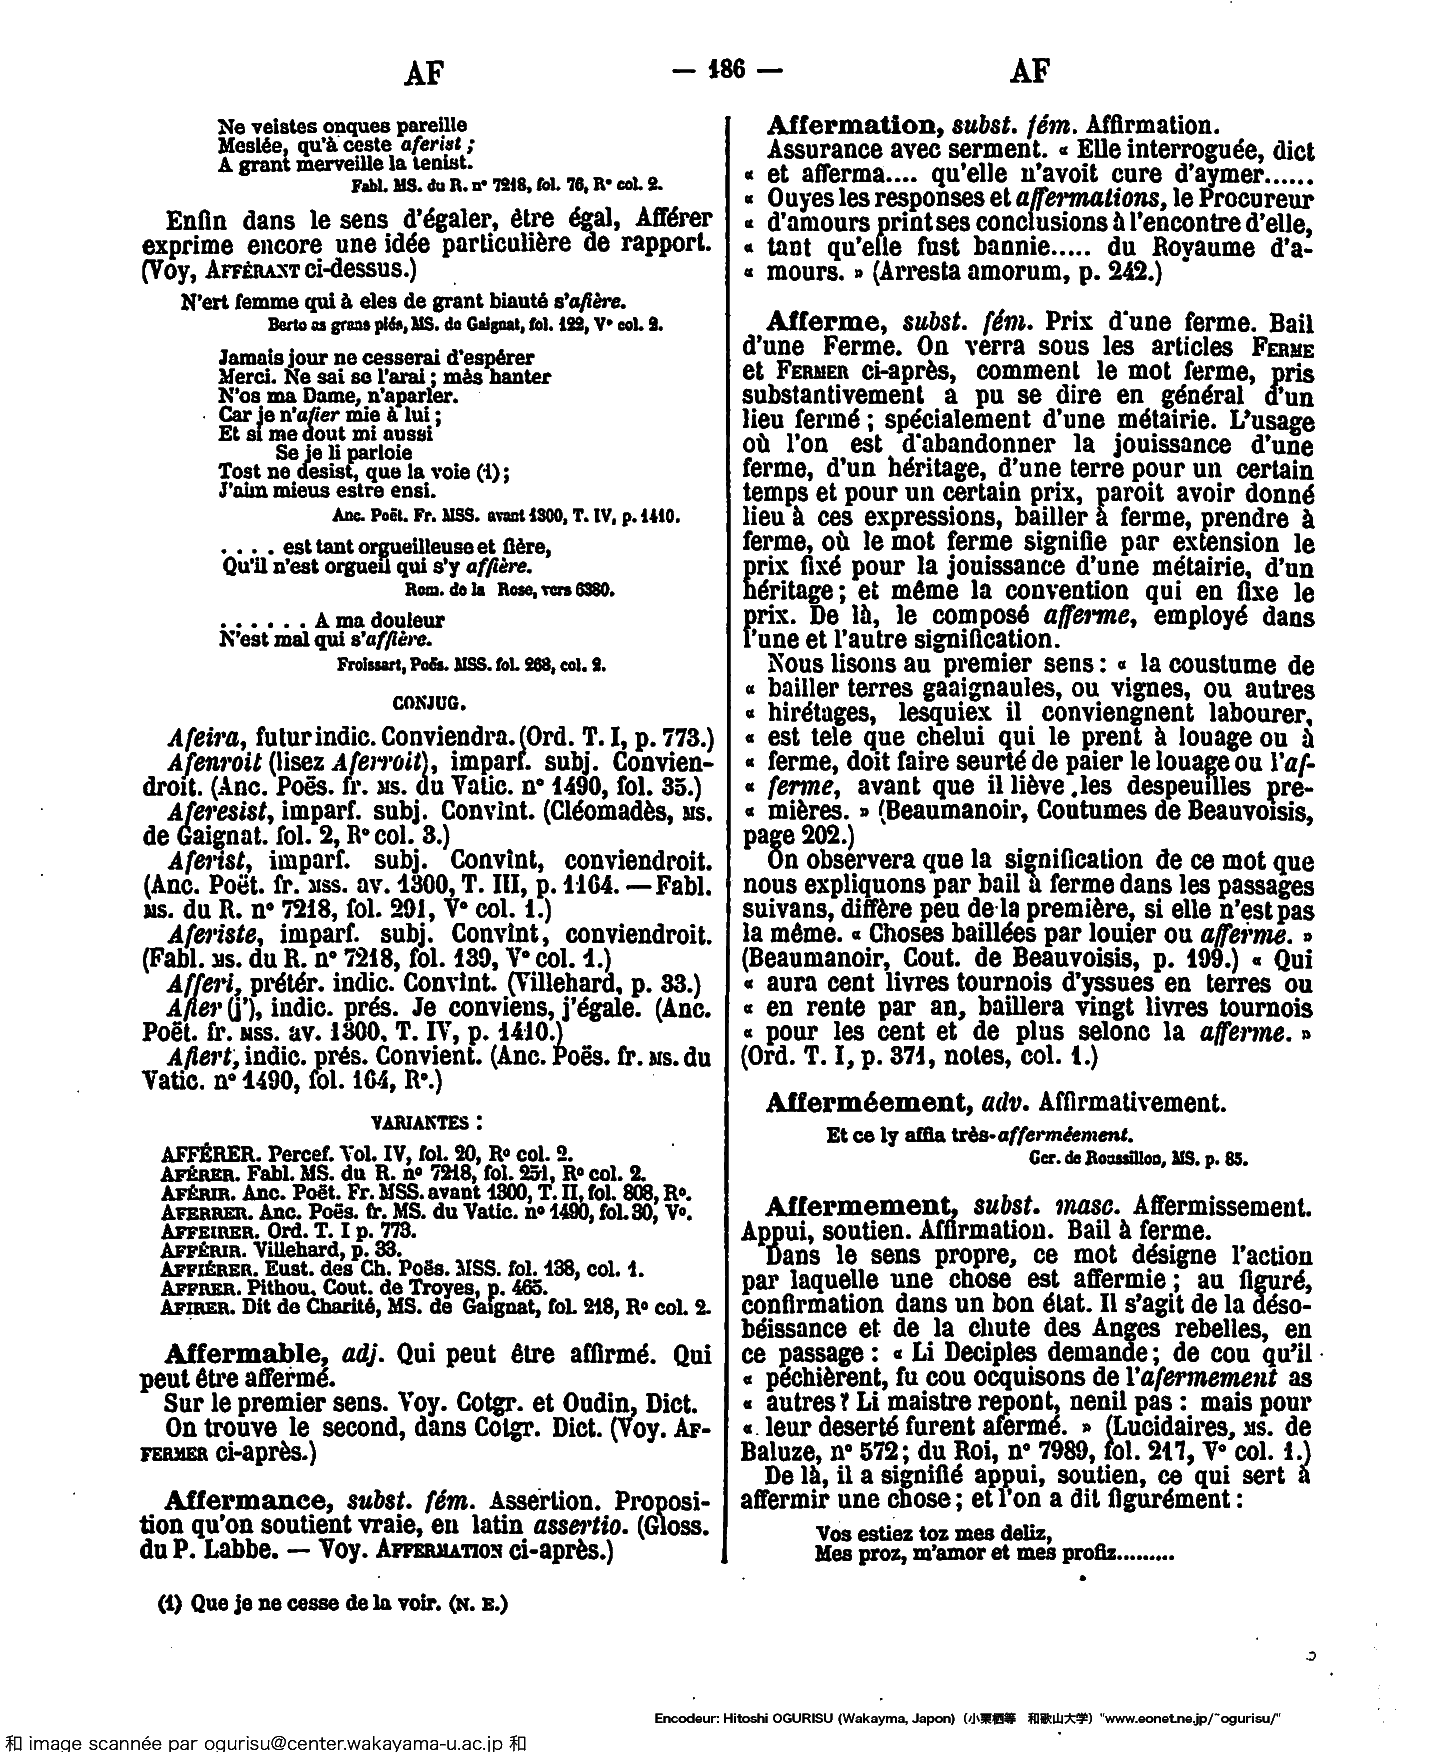 AF
— 186 —
AF
Ne veistes onques pareille
Meslée, qu'à ceste aferist ;
A grant merveille la tenist.
Fabl. MS. du R. nº 7218, fol. 76, Rº col. 2.
Enfin dans le sens d'égaler, être égal, Afférer
exprime encore une idée particulière de rapport.
(Voy, AFFÉRANT ci-dessus.)
N'ert femme qui à eles de grant biauté s'afière.
Berte as grans piés, MS. de Gaignat, fol. 122, Vº col. 2.
Jamais jour ne cesserai d'espérer
Merci. Ne sai se l'arai ; mès hanter
N'os ma Dame, n'aparler.
Car je n'afier mie à lui ;
Et si me dout mi aussi
Se je li parloie
Tost ne desist, que la voie (1) ;
J'aim mieus estre ensi.
Anc. Poët. Fr. MSS. avant 1300, T. IV, p. 1410.
. . . . est tant orgueilleuse et fière,
Qu'il n'est orgueil qui s'y affière.
Rom. de la Rose, vers 6380.
. . . . . . A ma douleur
N'est mal qui s'affière.
Froissart, Poës. MSS. fol. 268, col. 2.
CONJUG.
Afeira, futur indic. Conviendra. (Ord. T. I, p. 773.)
Afenroit (lisez Aferroit), imparf. subj. Convien-
droit. (Anc. Poës. fr. MS. du Vatic. nº 1490, fol. 35.)
Aferesist, imparf. subj. Convînt. (Cléomadès, MS.
de Gaignat. fol. 2, Rº col. 3.)
Aferist, imparf. subj. Convînt, conviendroit.
(Anc. Poët. fr. MSS. av. 1300, T. III, p. 1164. — Fabl.
MS. du R. nº 7218, fol. 291, Vº col. 1.)
Aferiste, imparf. subj. Convînt, conviendroit.
(Fabl. MS. du R. nº 7218, fol. 139, Vº col. 1.)
Afferi, prétér. indic. Convînt. (Villehard, p. 33.)
Afier (j'), indic. prés. Je conviens, j'égale. (Anc.
Poët. fr. MSS. av. 1300, T. IV, p. 1410.)
Afiert, indic. prés. Convient. (Anc. Poës. fr. MS. du
Vatic. nº 1490, fol. 164, Rº.)
VARIANTES :
AFFÉRER. Percef. Vol. IV, fol. 20, Rº col. 2.
AFÉRER. Fabl. MS. du R. nº 7218, fol. 251, Rº col. 2.
AFÉRIR. Anc. Poët. Fr. MSS. avant 1300, T. II, fol. 808, Rº.
AFERRER. Anc. Poës. fr. MS. du Vatic. nº 1490, fol. 30, Vº.
AFFEIRER. Ord. T. I p. 773.
AFFÉRIR. Villehard, p. 33.
AFFIÉRER. Eust. des Ch. Poës. MSS. fol. 138, col. 1.
AFFRER. Pithou, Cout. de Troyes, p. 465.
AFIRER. Dit de Charité, MS. de Gaignat, fol. 218, Rº col. 2.
Affermable, adj. Qui peut être affirmé. Qui
peut être affermé.
Sur le premier sens. Voy. Cotgr. et Oudin, Dict.
On trouve le second, dans Cotgr. Dict. (Voy. AF-
FERMER ci-après.)
Affermance, subst. fém. Assertion. Proposi-
tion qu'on soutient vraie, en latin assertio. (Gloss.
du P. Labbe. — Voy. AFFERMATION ci-après.)
(1) Que je ne cesse de la voir. (N. E.)
Affermation, subst. fém. Affirmation.
Assurance avec serment. « Elle interroguée, dict
« et afferma.... qu'elle n'avoit cure d'aymer......
« Ouyes les responses et affermations, le Procureur
« d'amours print ses conclusions à l'encontre d'elle,
« tant qu'elle fust bannie..... du Royaume d'a-
« mours. » (Arresta amorum, p. 242.)
Afferme, subst. fém. Prix d'une ferme. Bail
d'une Ferme. On verra sous les articles FERME
et FERMER ci-après, comment le mot ferme, pris
substantivement a pu se dire en général d'un
lieu fermé ; spécialement d'une métairie. L'usage
où l'on est d'abandonner la jouissance d'une
ferme, d'un héritage, d'une terre pour un certain
temps et pour un certain prix, paroit avoir donné
lieu à ces expressions, bailler à ferme, prendre à
ferme, où le mot ferme signifie par extension le
prix fixé pour la jouissance d'une métairie, d'un
héritage ; et même la convention qui en fixe le
prix. De là, le composé afferme, employé dans
l'une et l'autre signification.
Nous lisons au premier sens : « la coustume de
« bailler terres gaaignaules, ou vignes, ou autres
« hirétages, lesquiex il conviengnent labourer,
« est tele que chelui qui le prent à louage ou à
« ferme, doit faire seurté de paier le louage ou l'af-
« ferme, avant que il liève les despeuilles pre-
« mières. » (Beaumanoir, Coutumes de Beauvoisis,
page 202.)
On observera que la signification de ce mot que
nous expliquons par bail à ferme dans les passages
suivans, diffère peu de la première, si elle n'est pas
la même. « Choses baillées par louier ou afferme. »
(Beaumanoir, Cout. de Beauvoisis, p. 199.) « Qui
« aura cent livres tournois d'yssues en terres ou
« en rente par an, baillera vingt livres tournois
« pour les cent et de plus selonc la afferme. »
(Ord. T. I, p. 371, notes, col. 1.)
Afferméement, adv. Affirmativement.
Et ce ly affia très-afferméement.
Ger. de Roussillon, MS. p. 85.
Affermement, subst. masc. Affermissement.
Appui, soutien. Affirmation. Bail à ferme.
Dans le sens propre, ce mot désigne l'action
par laquelle une chose est affermie ; au figuré,
confirmation dans un bon état. Il s'agit de la déso-
béissance et de la chute des Anges rebelles, en
ce passage : « Li Deciples demande ; de cou qu'il
« péchièrent, fu cou ocquisons de l'afermement as
« autres ? Li maistre repont, nenil pas : mais pour
« leur deserté furent afermé. » (Lucidaires, MS. de
Baluze, nº 572 ; du Roi, nº 7989, fol. 217, Vº col. 1.)
De là, il a signifié appui, soutien, ce qui sert à
affermir une chose ; et l'on a dit figurément :
Vos estiez toz mes deliz,
Mes proz, m'amor et mes profiz.........
Encodeur: Hitoshi OGURISU (Wakayma, Japon) (小栗栖等 和歌山大学) "www.eonet.ne.jp/~ogurisu/"
和 image scannée par ogurisu@center.wakayama-u.ac.jp 和